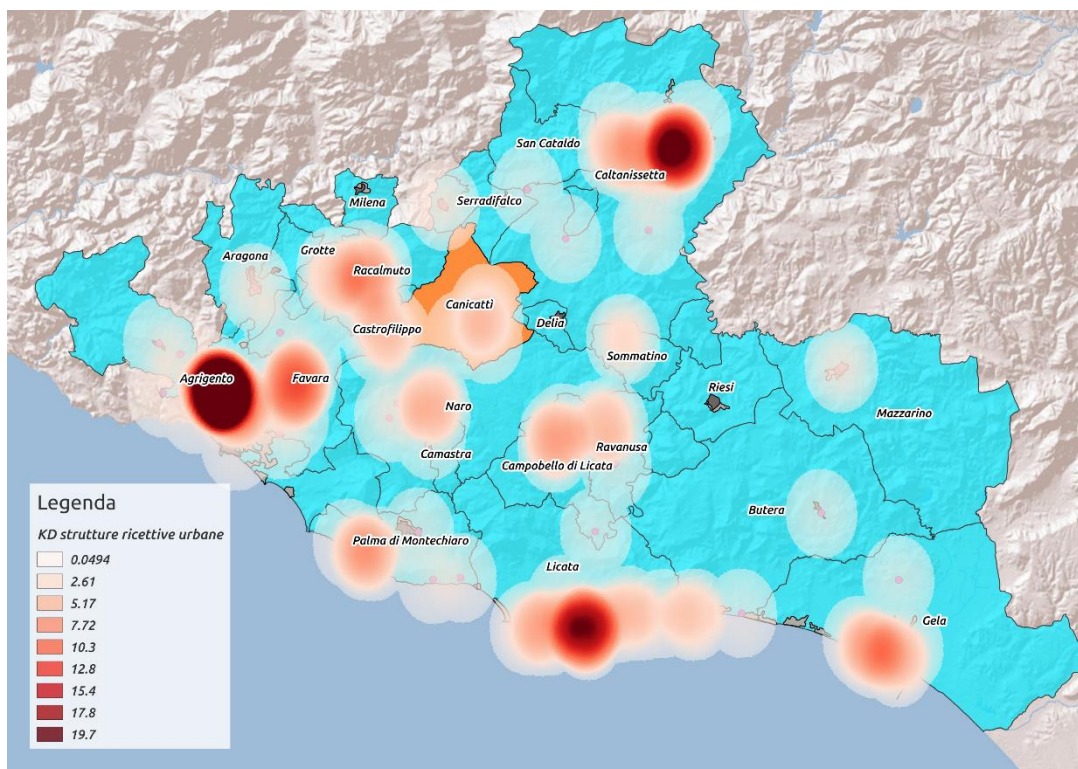 San Cataldo
Caltanissetta
Milena
Serradifalco
Grotte
Aragona
Racalmuto
Canicattì
Castrofilippo
Delia
Sommatino
Agrigento
Favara
Riesi
Naro
Mazzarino
Ravanusa
Camastra
Campobello di Licata
Butera
Palma di Montechiaro
Licata
Gela
Legenda
KD strutture ricettive urbane
0.0494
2.61
5.17
7.72
10.3
12.8
15.4
17.8
19.7